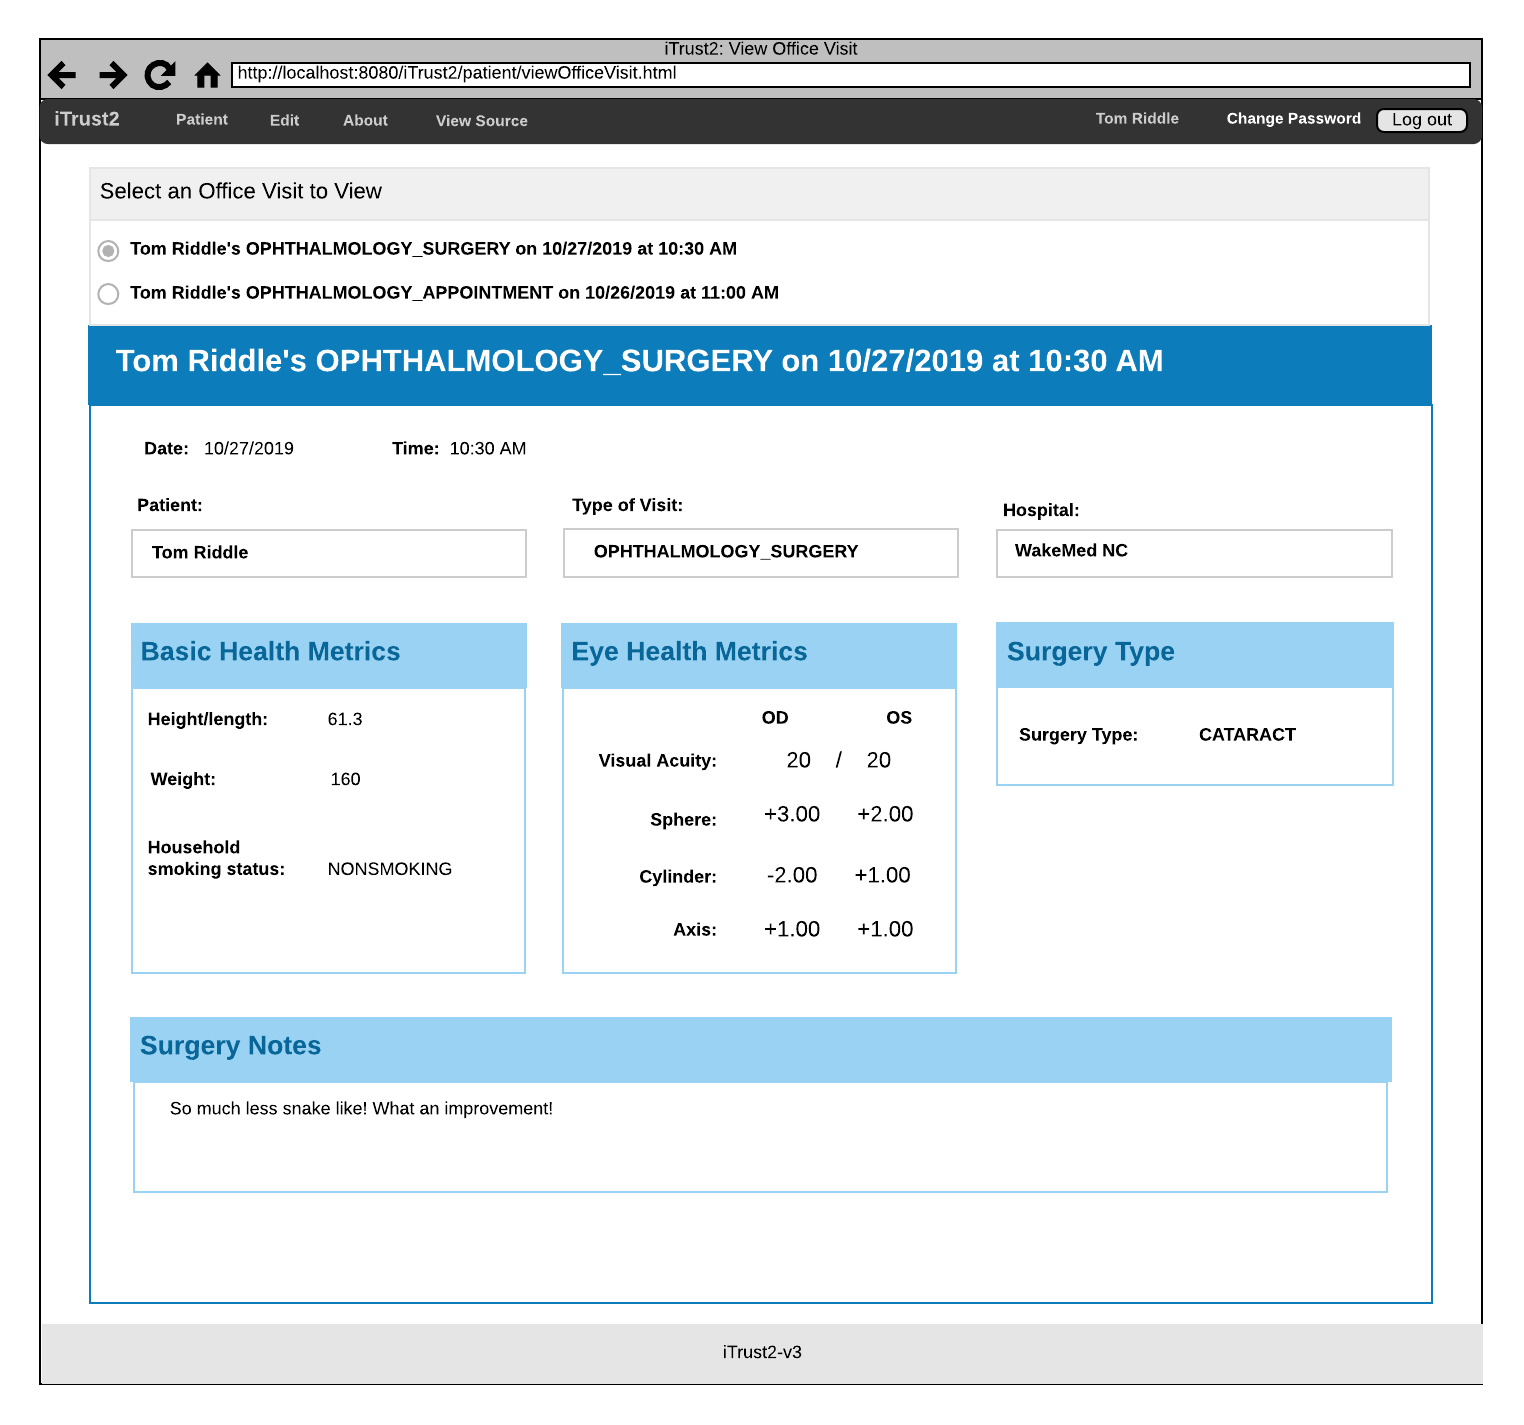 iTrust2: View Office Visit
http://localhost:8080/iTrust2/patient/viewOfficeVisit.html
iTrust2 Patient Edit About View Source Tom Riddle Change Password Log out
Select an Office Visit to View
Tom Riddle's OPHTHALMOLOGY_SURGERY on 10/27/2019 at 10:30 AM
Tom Riddle's OPHTHALMOLOGY_APPOINTMENT on 10/26/2019 at 11:00 AM
Tom Riddle's OPHTHALMOLOGY_SURGERY on 10/27/2019 at 10:30 AM
Date: 10/27/2019 Time: 10:30 AM
Patient: Type of Visit: Hospital:
Tom Riddle OPHTHALMOLOGY_SURGERY WakeMed NC
Basic Health Metrics
Height/length: 61.3
Weight: 160
Household
smoking status: NONSMOKING
Eye Health Metrics
OD OS
Visual Acuity: 20 / 20
Sphere: +3.00 +2.00
Cylinder: -2.00 +1.00
Axis: +1.00 +1.00
Surgery Type
Surgery Type: CATARACT
Surgery Notes
So much less snake like! What an improvement!
iTrust2-v3